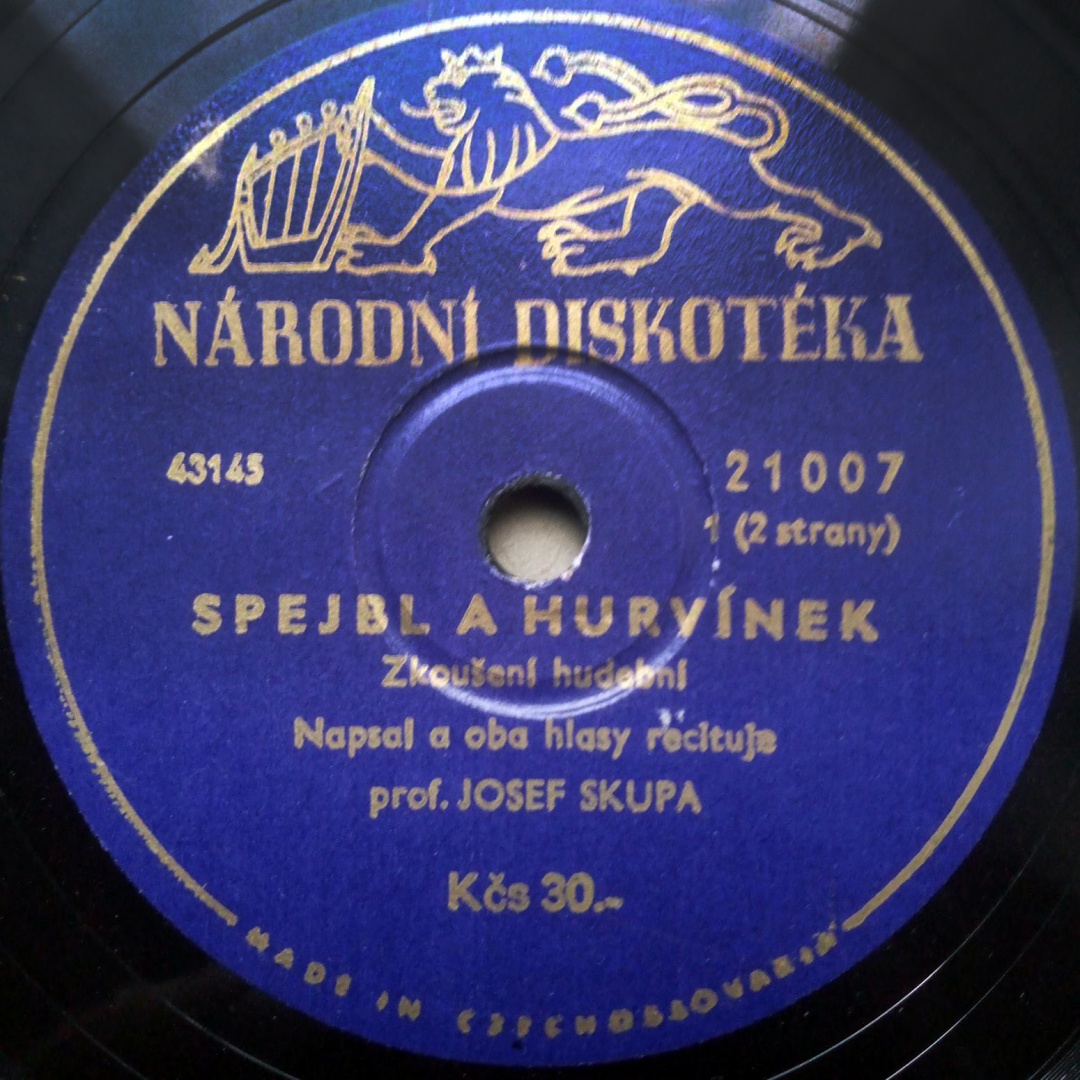 NÁRODNÍ DISKOTÉKA
43145
21007
1 (2 strany)
SPEJBL A HURVÍNEK
Zkoušení hudební
Napsal a oba hlasy recituje
prof. JOSEF SKUPA
Kčs 30.-
MADE IN CZECHOSLOVAKIA